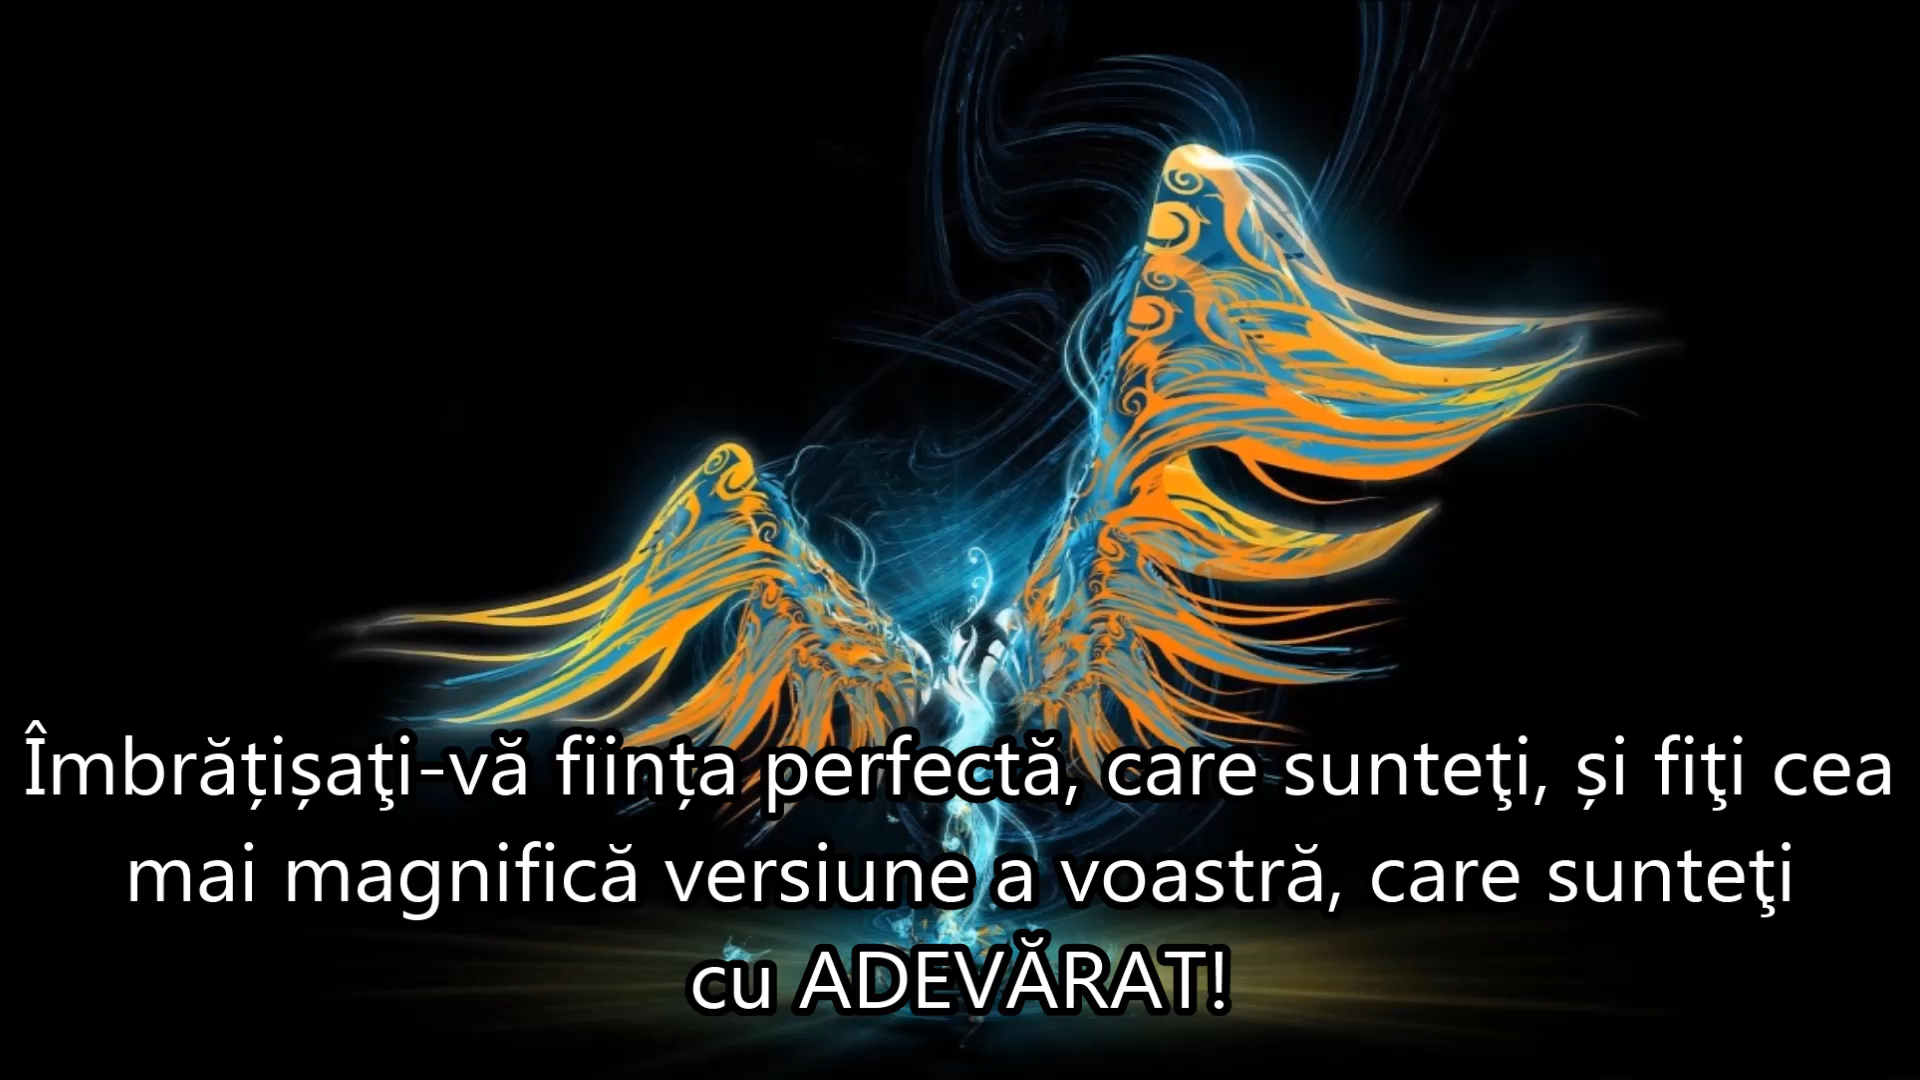 Îmbrățișaţi-vă ființa perfectă, care sunteţi, și fiţi cea
mai magnifică versiune a voastră, care sunteţi
cu ADEVĂRAT!